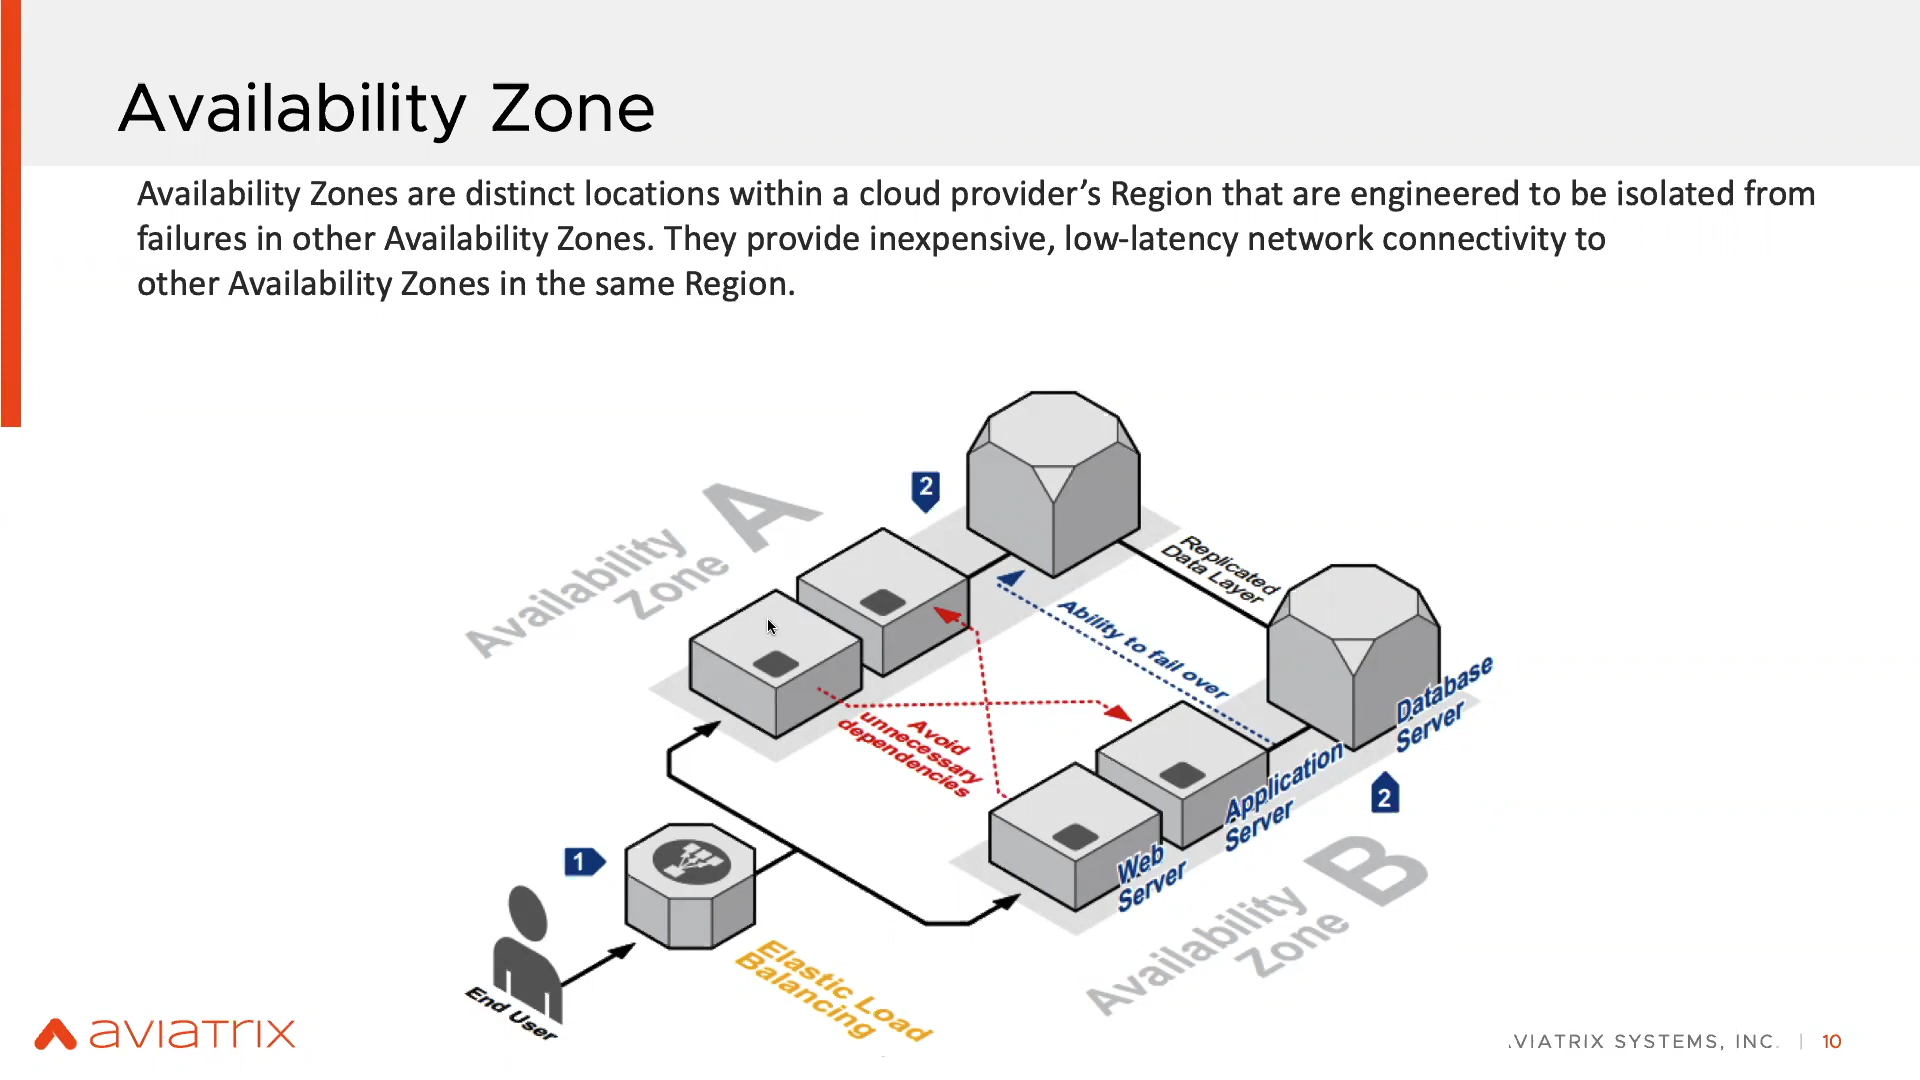 Availability Zone
Availability Zones are distinct locations within a cloud provider’s Region that are engineered to be isolated from
failures in other Availability Zones. They provide inexpensive, low-latency network connectivity to
other Availability Zones in the same Region.
Availability
Zone A
2
Replicated
Data Layer
Ability to fail over
Avoid
unnecessary
dependencies
Database
Server
Application
Server
Web
Server
2
Availability
Zone B
1
End User
Elastic Load
Balancing
AVIATRIX
VIATRIX SYSTEMS, INC. | 10